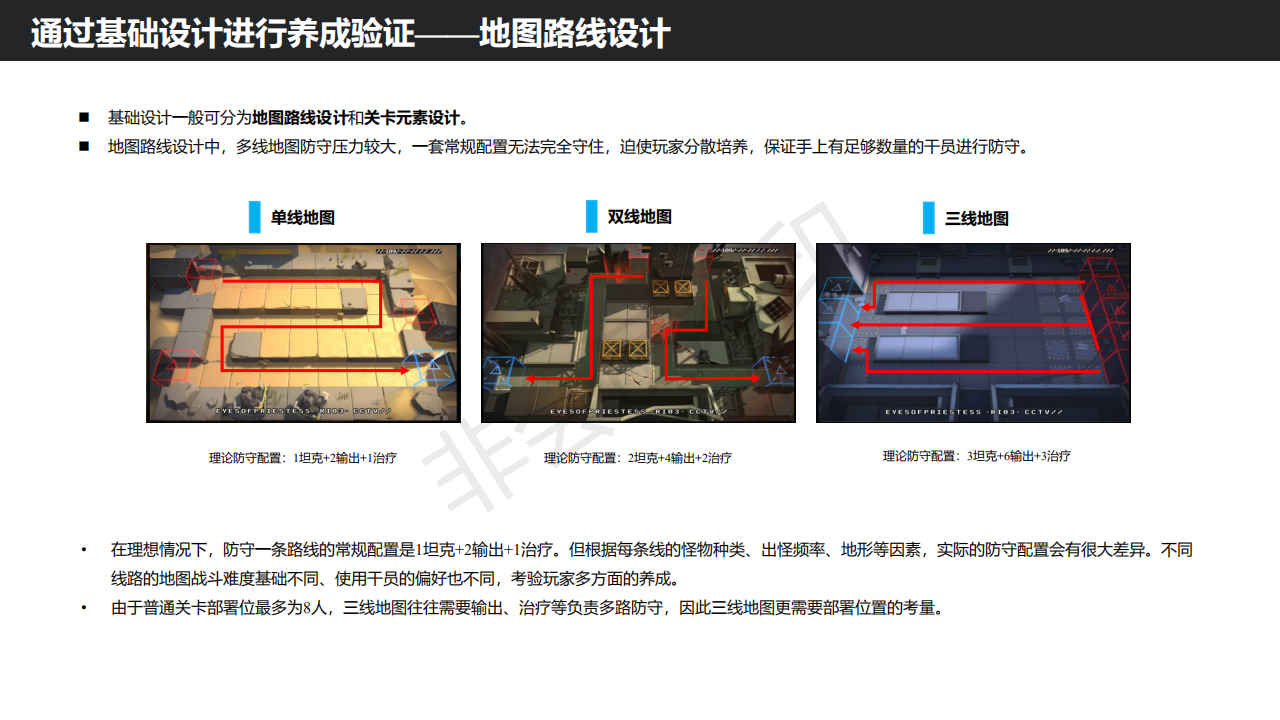 通过基础设计进行养成验证——地图路线设计
■ 基础设计一般可分为地图路线设计和关卡元素设计。
■ 地图路线设计中，多线地图防守压力较大，一套常规配置无法完全守住，迫使玩家分散培养，保证手上有足够数量的干员进行防守。
单线地图
双线地图
三线地图
EYESOFPRIESTESS -RI03- CCTV//
EYESOFPRIESTESS -RI03- CCTV//
EYESOFPRIESTESS -RI03- CCTV//
理论防守配置：1坦克+2输出+1治疗
理论防守配置：2坦克+4输出+2治疗
理论防守配置：3坦克+6输出+3治疗
• 在理想情况下，防守一条路线的常规配置是1坦克+2输出+1治疗。但根据每条线的怪物种类、出怪频率、地形等因素，实际的防守配置会有很大差异。不同
线路的地图战斗难度基础不同、使用干员的偏好也不同，考验玩家多方面的养成。
• 由于普通关卡部署位最多为8人，三线地图往往需要输出、治疗等负责多路防守，因此三线地图更需要部署位置的考量。